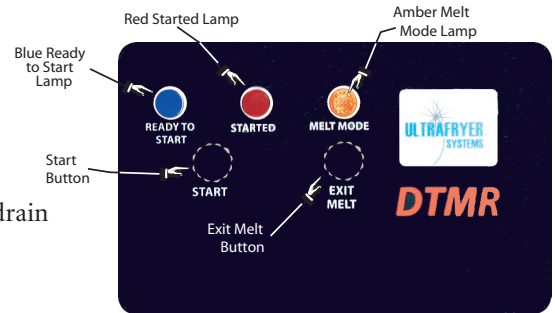 Red Started Lamp
Amber Melt
Mode Lamp
Blue Ready
to Start
Lamp
READY TO
START
STARTED
MELT MODE
ULTRAFRYER
SYSTEMS
Start
Button
START
EXIT
MELT
DTMR
drain
Exit Melt
Button